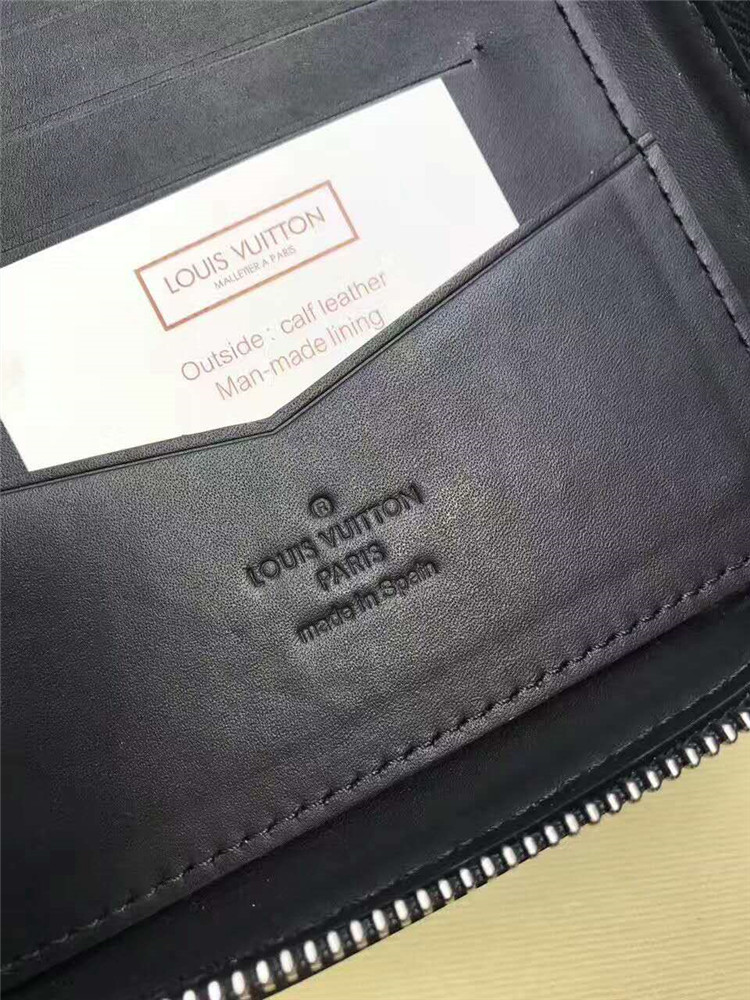 LOUIS VUITTON
MALLETIER A PARIS
Outside : calf leather
Man-made lining
®
LOUIS VUITTON
PARIS
made in Spain